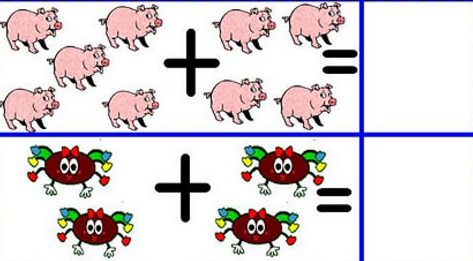 + =
+ =